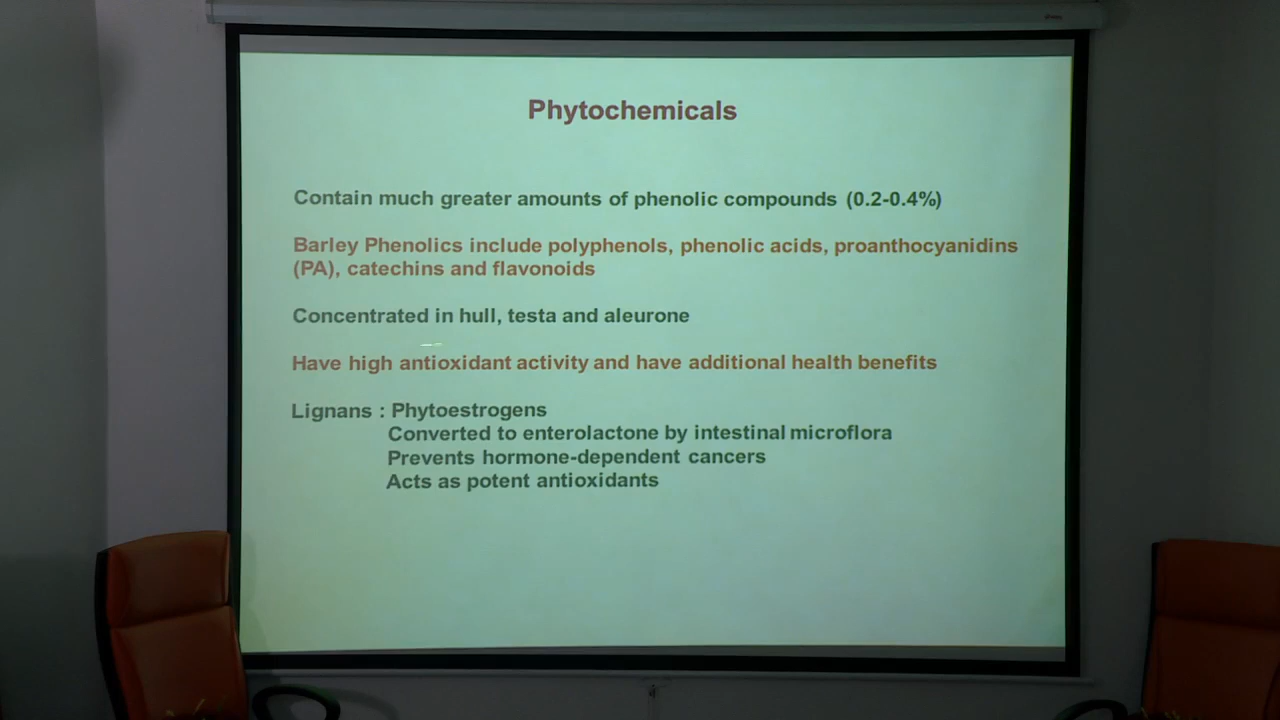 Phytochemicals
Contain much greater amounts of phenolic compounds (0.2-0.4%)
Barley Phenolics include polyphenols, phenolic acids, proanthocyanidins
(PA), catechins and flavonoids
Concentrated in hull, testa and aleurone
Have high antioxidant activity and have additional health benefits
Lignans : Phytoestrogens
Converted to enterolactone by intestinal microflora
Prevents hormone-dependent cancers
Acts as potent antioxidants